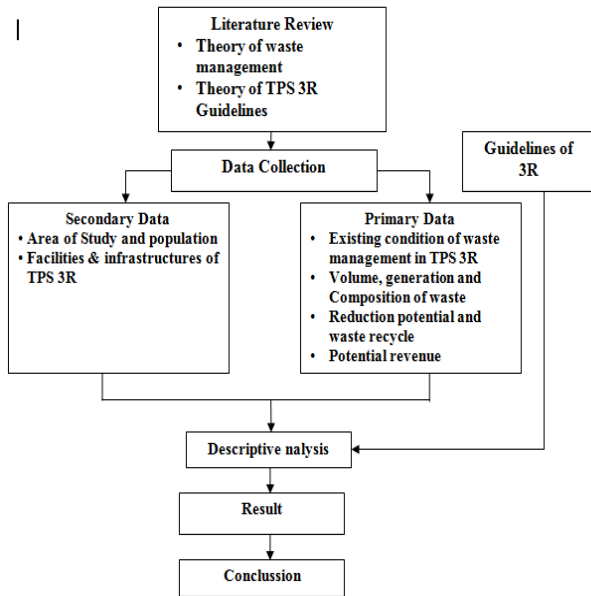 Literature Review
• Theory of waste
management
• Theory of TPS 3R
Guidelines
Data Collection
Guidelines of
3R
Secondary Data
• Area of Study and population
• Facilities & infrastructures of
TPS 3R
Primary Data
• Existing condition of waste
management in TPS 3R
• Volume, generation and
Composition of waste
• Reduction potential and
waste recycle
• Potential revenue
Descriptive nalysis
Result
Conclussion